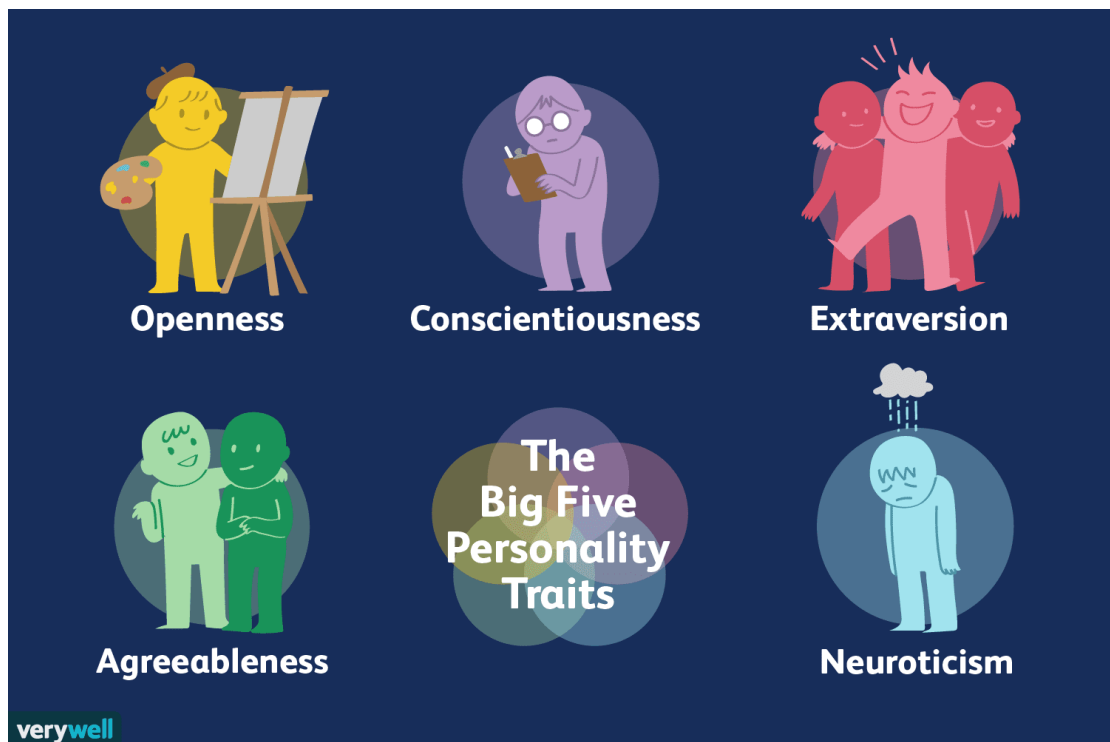 Openness
Conscientiousness
Extraversion
Agreeableness
The
Big Five
Personality
Traits
Neuroticism
verywell